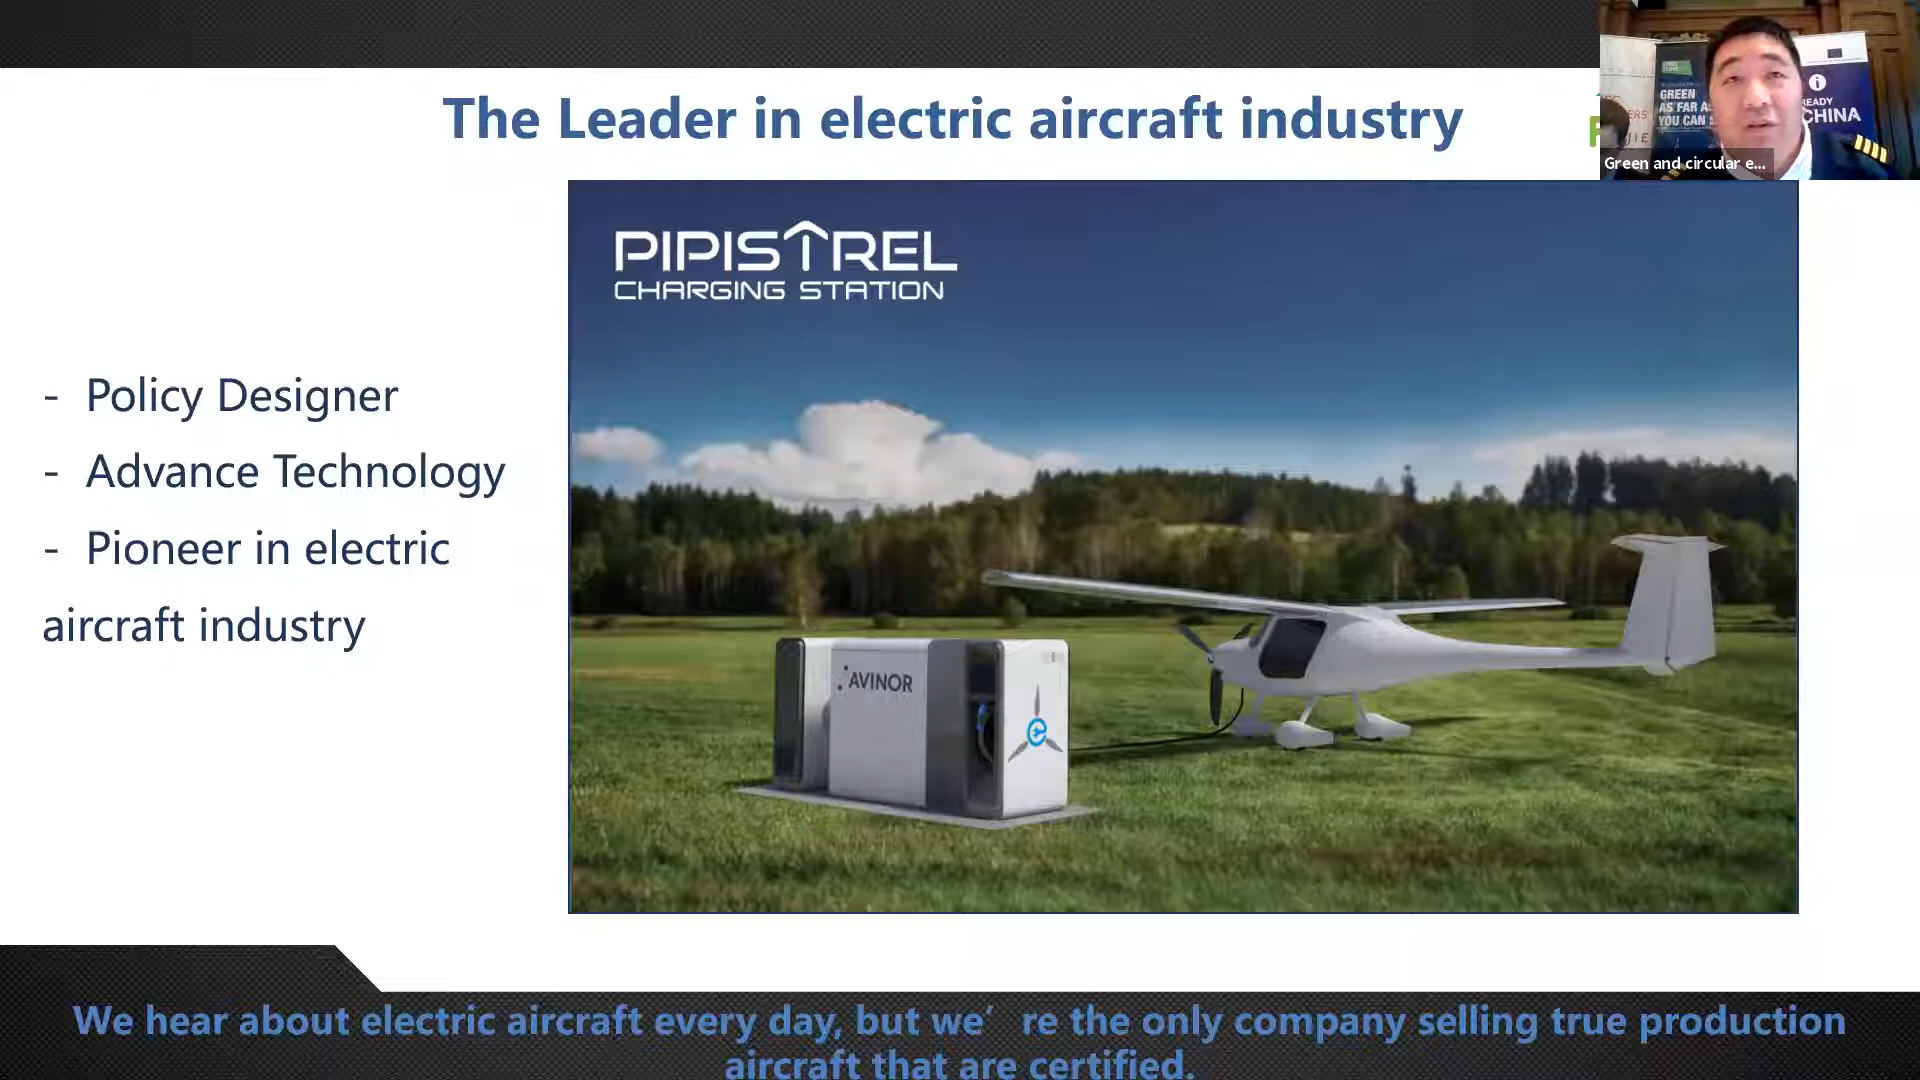 The Leader in electric aircraft industry
GREEN
AS FAR AS
YOU CAN
READY
CHINA
Green and circular e...
PIPISTREL
CHARGING STATION
- Policy Designer
- Advance Technology
- Pioneer in electric
aircraft industry
AVINOR
We hear about electric aircraft every day, but we' re the only company selling true production
aircraft that are certified.